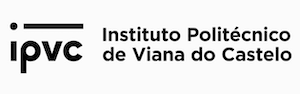 ipvc
Instituto Politécnico
de Viana do Castelo